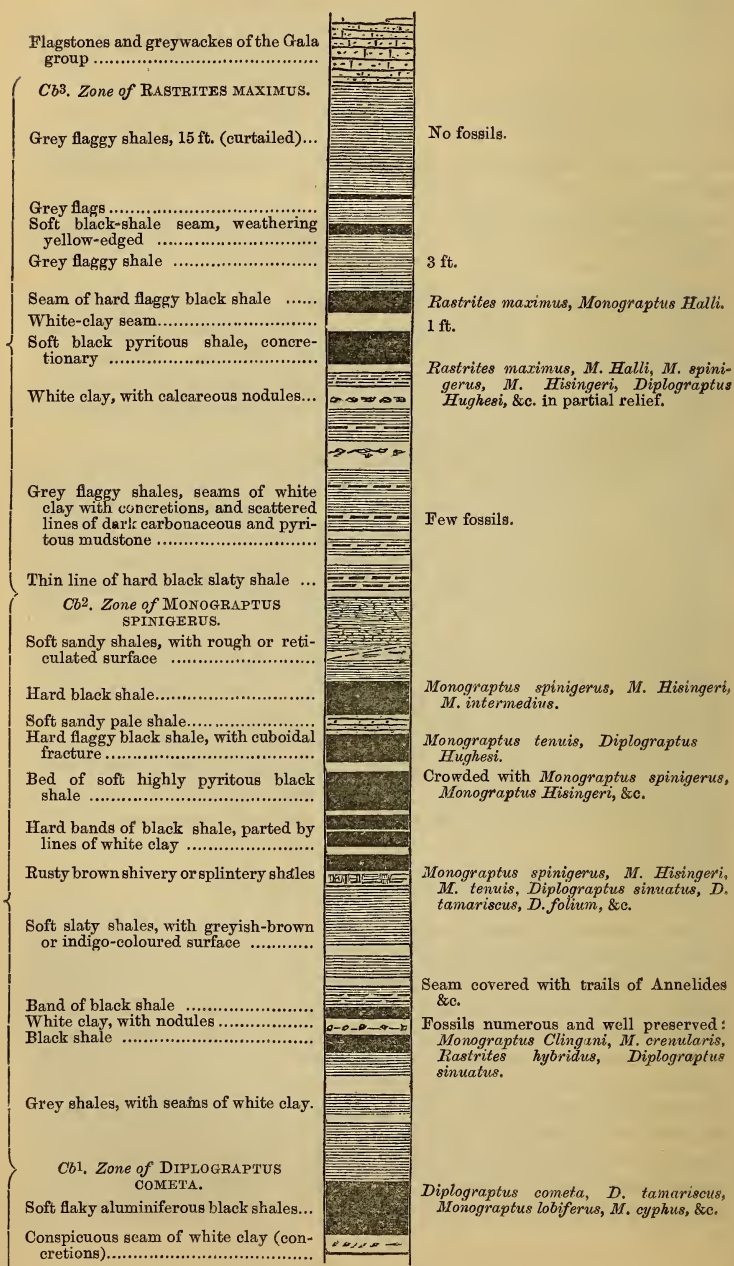 Flagstones and greywackes of the Gala
group ........................................
Cb³. Zone of RASTRITES MAXIMUS.
Grey flaggy shales, 15 ft. (curtailed)...
No fossils.
Grey flags ........................................
Soft black-shale seam, weathering
yellow-edged ............................
Grey flaggy shale .........................
3 ft.
Seam of hard flaggy black shale ......
Rastrites maximus, Monograptus Halli.
White-clay seam............................
1 ft.
Soft black pyritous shale, concre-
tionary ....................................
Rastrites maximus, M. Halli, M. spini-
gerus, M. Hisingeri, Diplograptus
Hughesi, &c. in partial relief.
White clay, with calcareous nodules...
Grey flaggy shales, seams of white
clay with concretions, and scattered
lines of dark carbonaceous and pyri-
tous mudstone ............................
Few fossils.
Thin line of hard black slaty shale ...
Cb². Zone of MONOGRAPTUS
SPINIGERUS.
Soft sandy shales, with rough or reti-
culated surface .........................
Hard black shale............................
Monograptus spinigerus, M. Hisingeri,
M. intermedius.
Soft sandy pale shale......................
Hard flaggy black shale, with cuboidal
fracture ....................................
Monograptus tenuis, Diplograptus
Hughesi.
Bed of soft highly pyritous black
shale ........................................
Crowded with Monograptus spinigerus,
Monograptus Hisingeri, &c.
Hard bands of black shale, parted by
lines of white clay ......................
Rusty brown shivery or splintery shales
Monograptus spinigerus, M. Hisingeri,
M. tenuis, Diplograptus sinuatus, D.
tamariscus, D. folium, &c.
Soft slaty shales, with greyish-brown
or indigo-coloured surface ............
Seam covered with trails of Annelides
&c.
Band of black shale ......................
White clay, with nodules ................
Black shale .................................
Fossils numerous and well preserved:
Monograptus Clingani, M. crenularis,
Rastrites hybridus, Diplograptus
sinuatus.
Grey shales, with seams of white clay.
Cb¹. Zone of DIPLOGRAPTUS
COMETA.
Soft flaky aluminiferous black shales...
Diplograptus cometa, D. tamariscus,
Monograptus lobiferus, M. cyphus, &c.
Conspicuous seam of white clay (con-
cretions)....................................